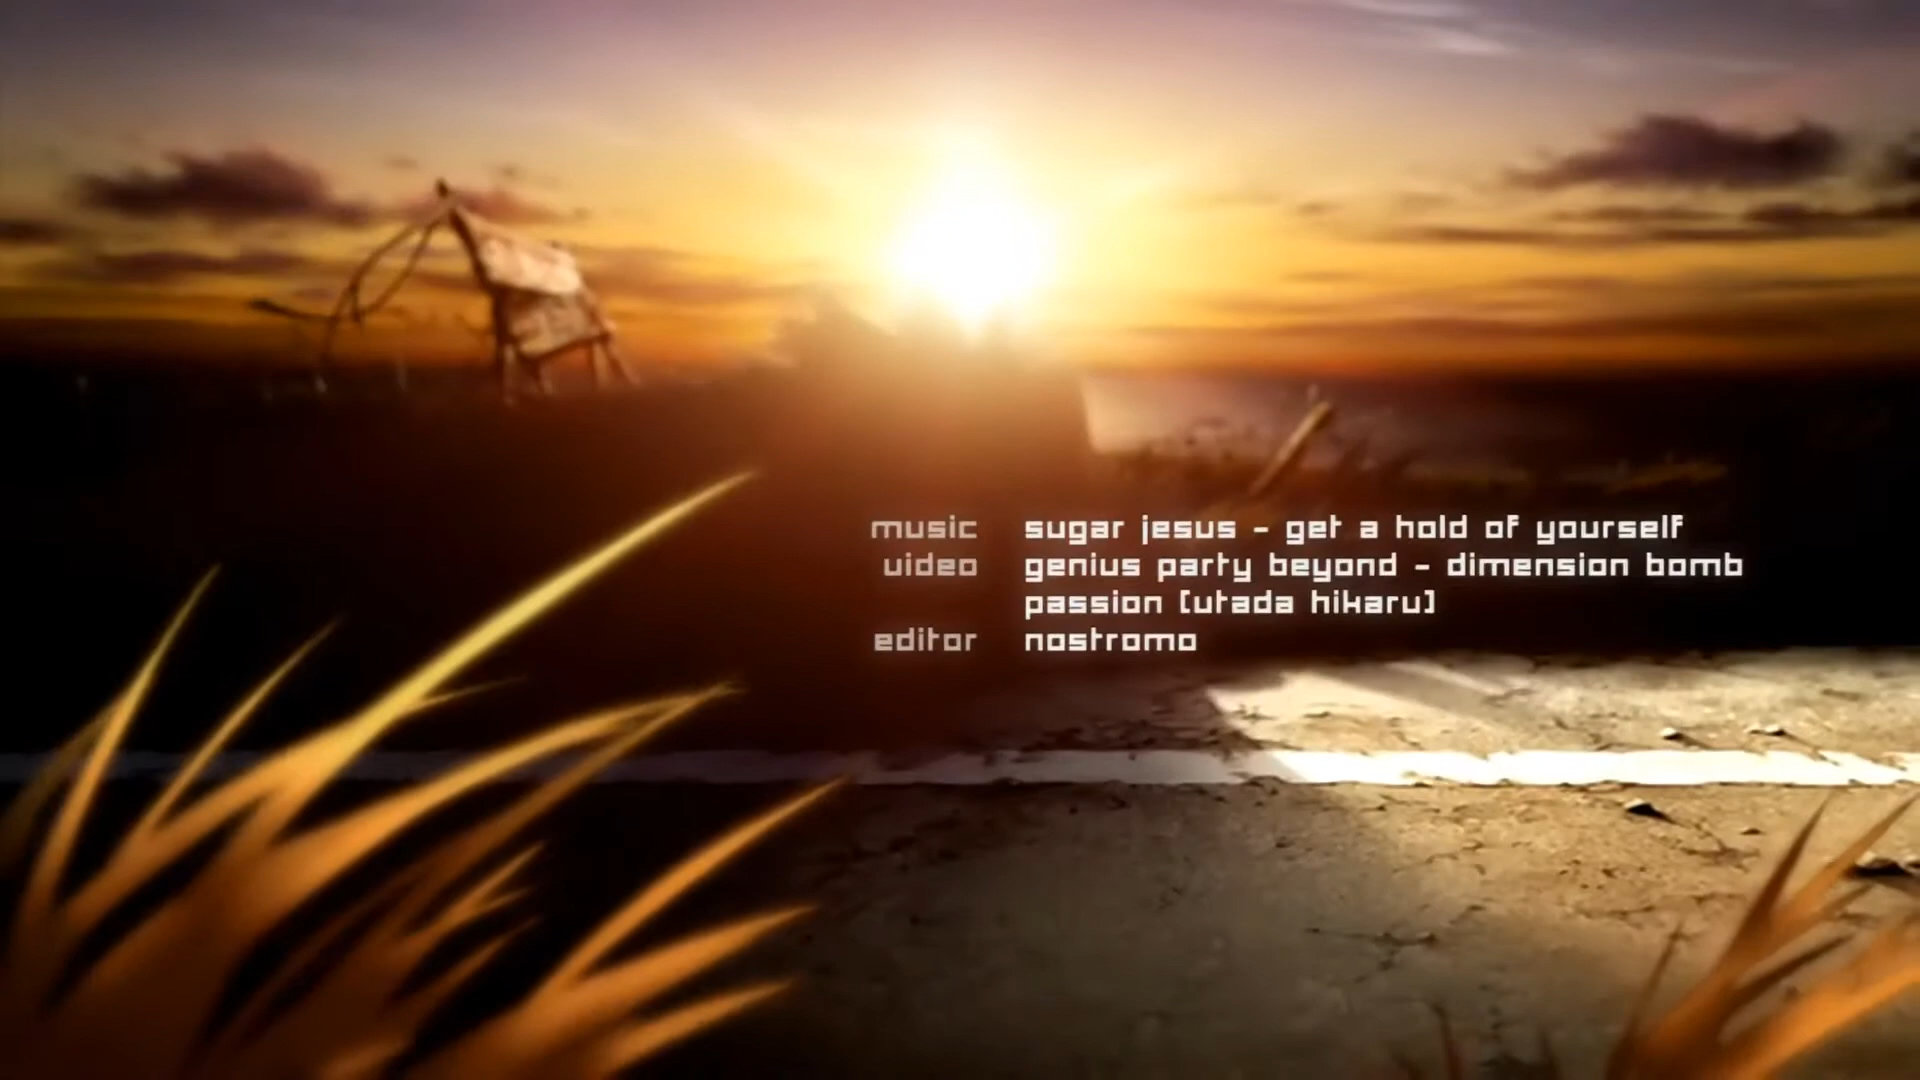 music sugar jesus - get a hold of yourself
video genius party beyond - dimension bomb
passion [utada hikaru]
editor nostromo